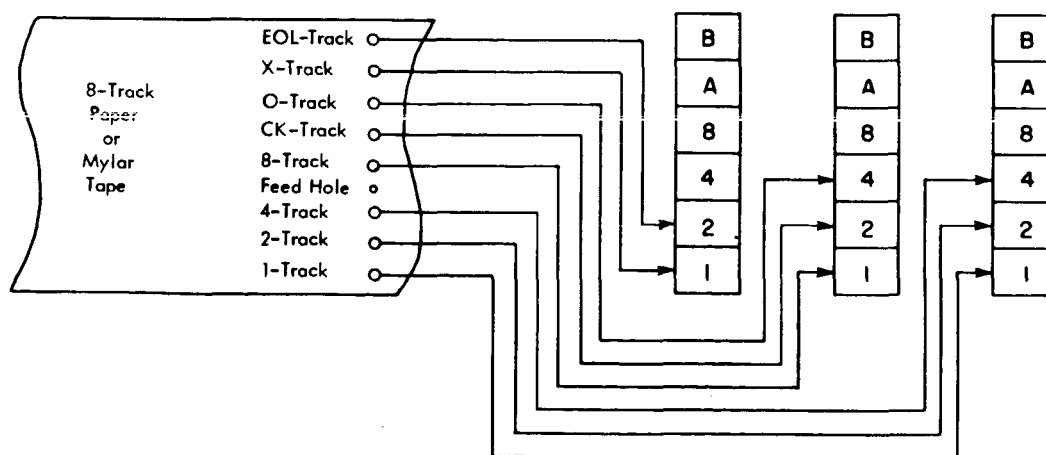 EOL-Track
X-Track
O-Track
CK-Track
8-Track
Feed Hole
4-Track
2-Track
1-Track
8-Track
Paper
or
Mylar
Tape
B
A
8
4
2
1
B
A
8
4
2
1
B
A
8
4
2
1